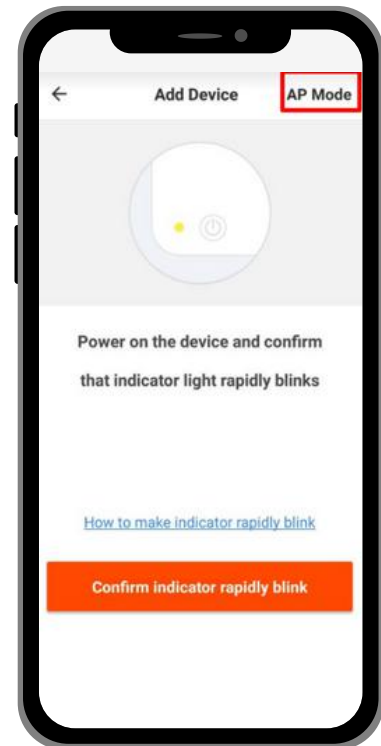 Add Device
AP Mode
Power on the device and confirm
that indicator light rapidly blinks
How to make indicator rapidly blink
Confirm indicator rapidly blink